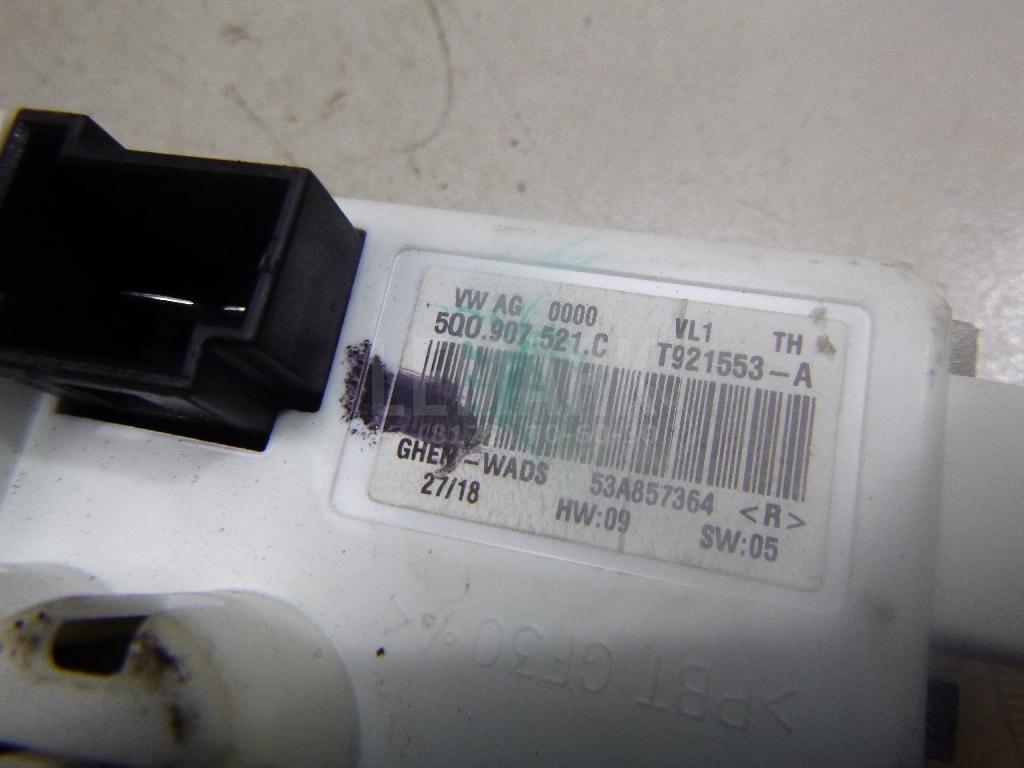 VW AG 0000 VL1 TH
5Q0.907.521.C T921553-A
GHEN-WADS 53A857364 <R>
27/18 HW:09 SW:05
>PBT GF30%<